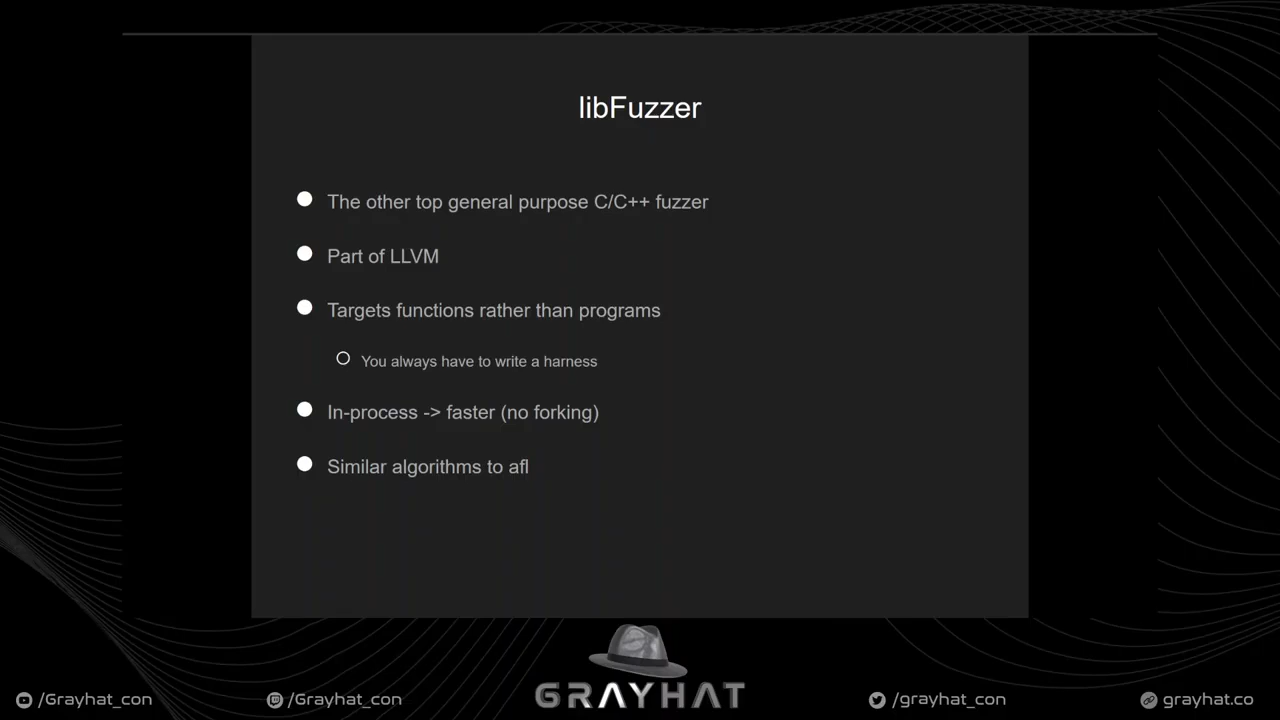 libFuzzer
The other top general purpose C/C++ fuzzer
Part of LLVM
Targets functions rather than programs
You always have to write a harness
In-process -> faster (no forking)
Similar algorithms to afl
GRAYHAT
/Grayhat_con
/Grayhat_con
/grayhat_con
grayhat.co